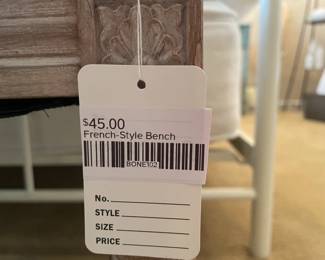 $45.00
French-Style Bench
BONE102
No.
STYLE
SIZE
PRICE